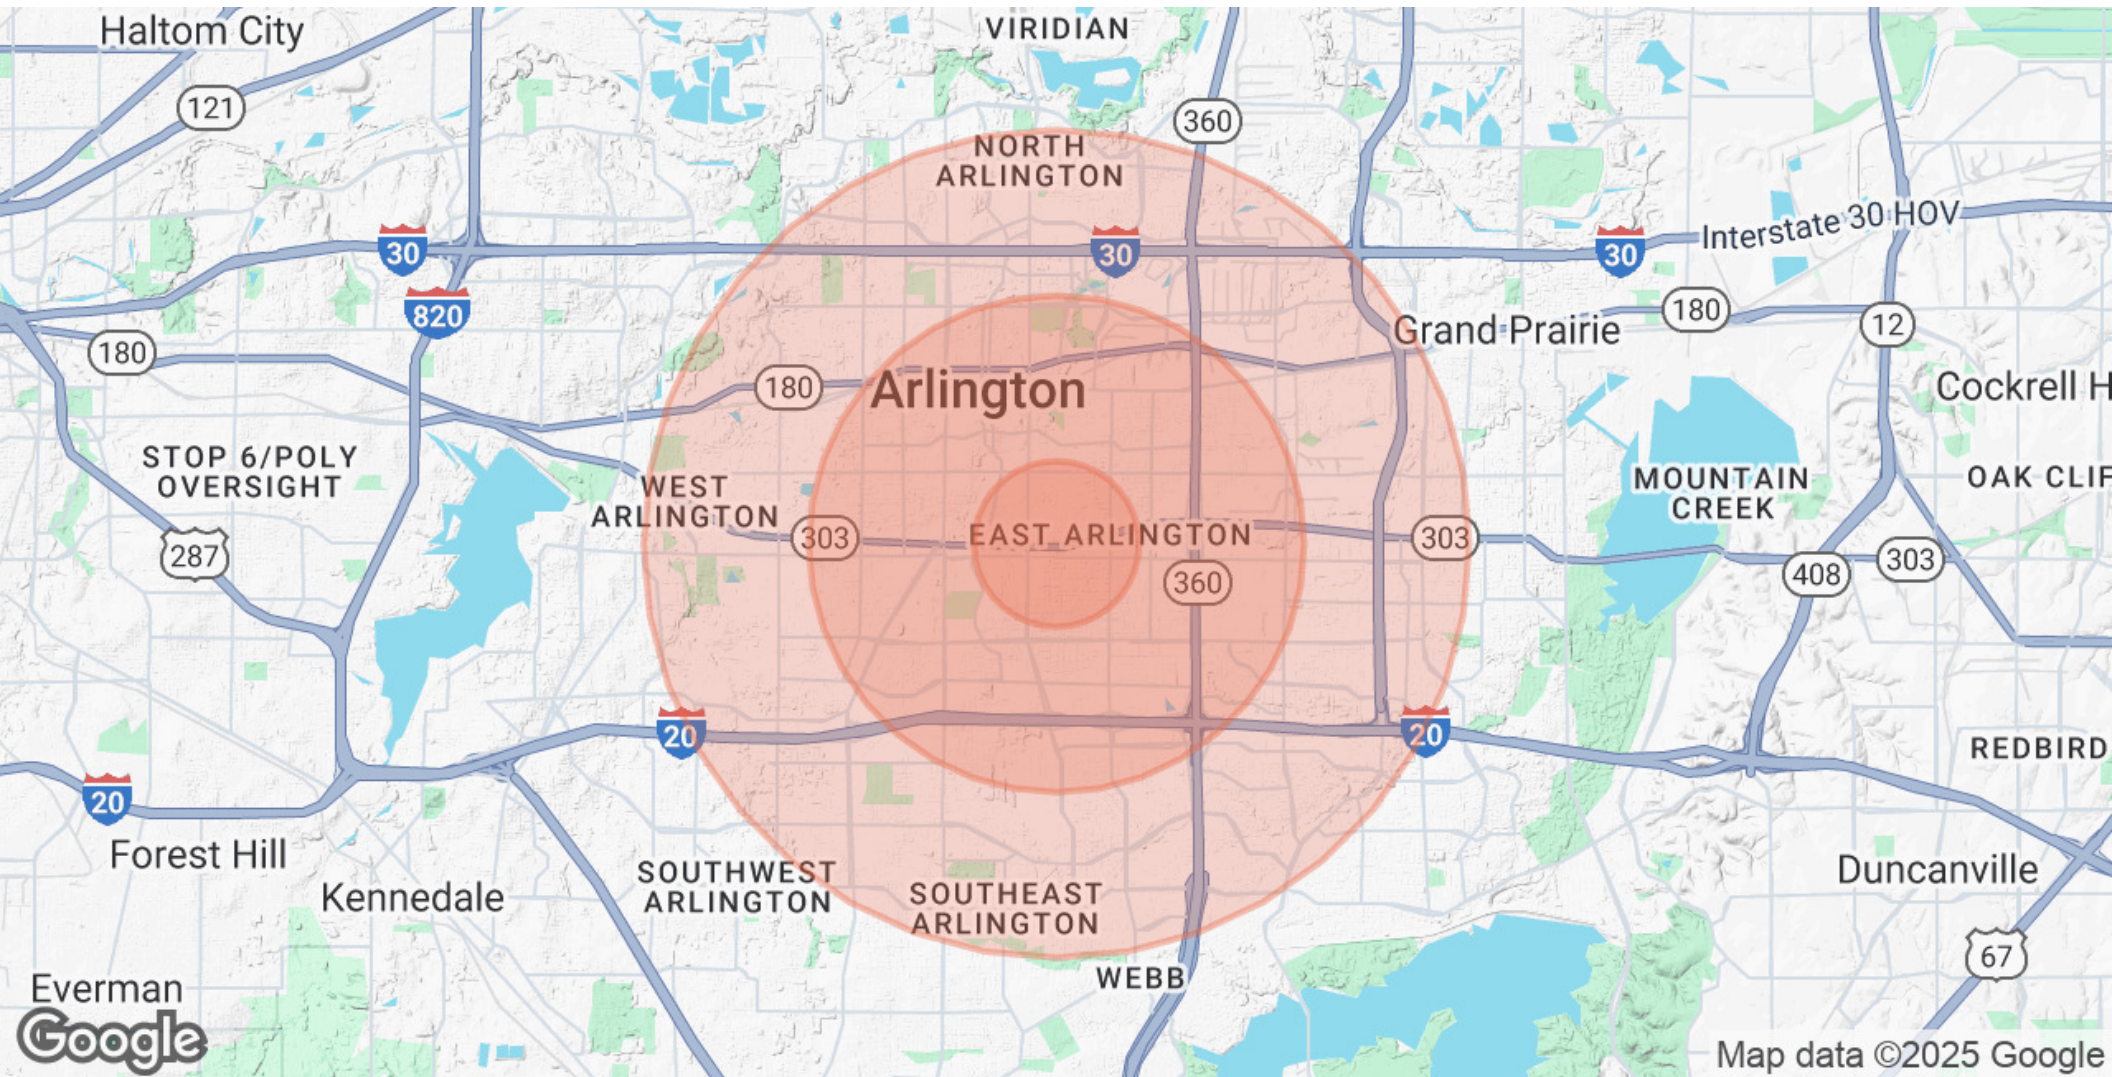 Haltom City
VIRIDIAN
121
360
NORTH
ARLINGTON
Interstate 30 HOV
30
30
30
820
180
180
12
Grand Prairie
180
Arlington
Cockrell H
STOP 6/POLY
OVERSIGHT
WEST
ARLINGTON
MOUNTAIN
CREEK
OAK CLIF
287
303
EAST ARLINGTON
303
303
360
408
20
20
20
REDBIRD
Forest Hill
Kennedale
SOUTHWEST
ARLINGTON
SOUTHEAST
ARLINGTON
Duncanville
67
WEBB
Everman
Google
Map data ©2025 Google